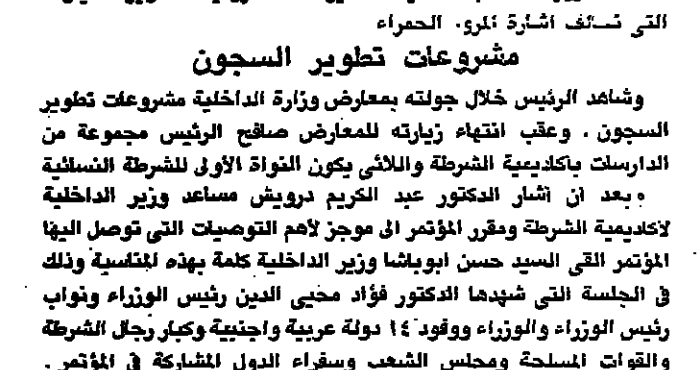 التى تستالف اشارة المرور الحمراء
مشروعات تطوير السجون
وشاهد الرئيس خلال جولته بمعارض وزارة الداخلية مشروعات تطوير
السجون . وعقب انتهاء زيارته للمعارض صافح الرئيس مجموعة من
الدارسات باكاديمية الشرطة واللائى يكون النواة الأولى للشرطة النسائية
وبعد ان أشار الدكتور عبد الكريم درويش مساعد وزير الداخلية
لاكاديمية الشرطة ومقرر المؤتمر الى موجز لأهم التوصيات التى توصل اليها
المؤتمر القى السيد حسن ابوباشا وزير الداخلية كلمة بهذه المناسبة وذلك
فى الجلسة التى شهدها الدكتور فؤاد محيى الدين رئيس الوزراء ونواب
رئيس الوزراء والوزراء ووفود ١٤ دولة عربية واجنبية وكبار رجال الشرطة
والقوات المسلحة ومجلس الشعب وسفراء الدول المشاركة فى المؤتمر .